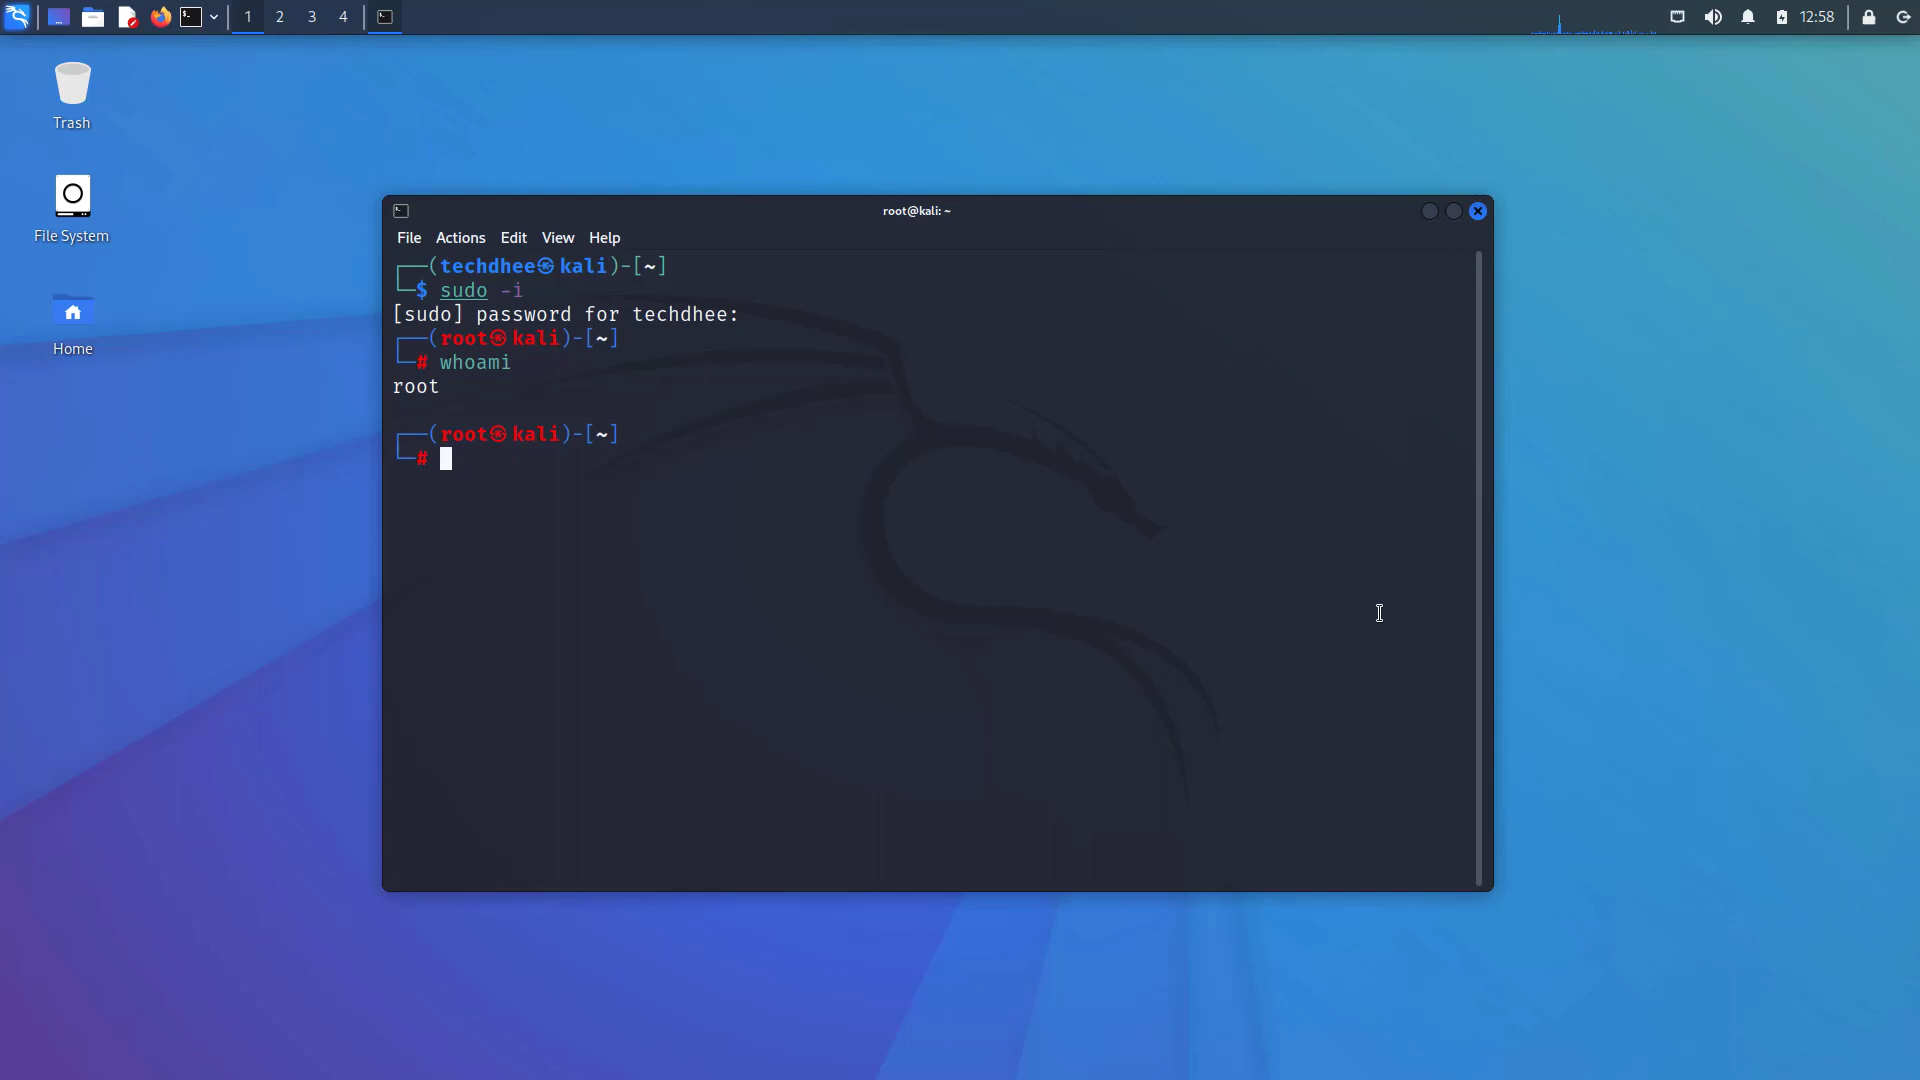 1 2 3 4
12:58
Trash
File System
Home
root@kali: ~
File Actions Edit View Help
┌──(techdhee㉿kali)-[~]
└─$ sudo -i
[sudo] password for techdhee:
┌──(root㉿kali)-[~]
└─# whoami
root
┌──(root㉿kali)-[~]
└─#